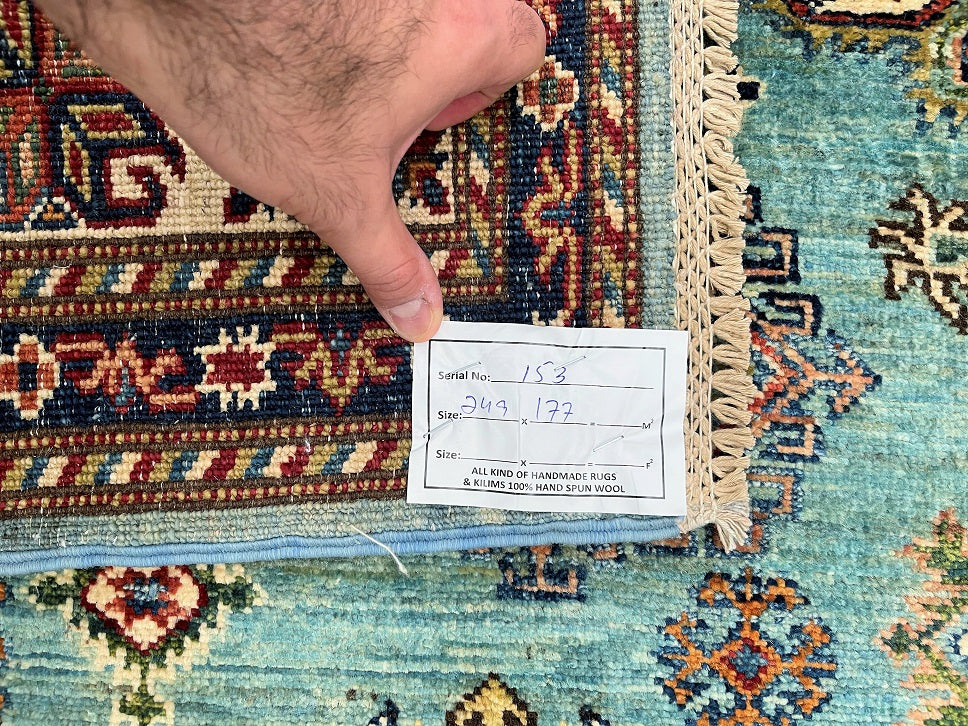 Serial No: 153
Size: 249 x 177 = M²
Size: x = F²
ALL KIND OF HANDMADE RUGS
& KILIMS 100% HAND SPUN WOOL